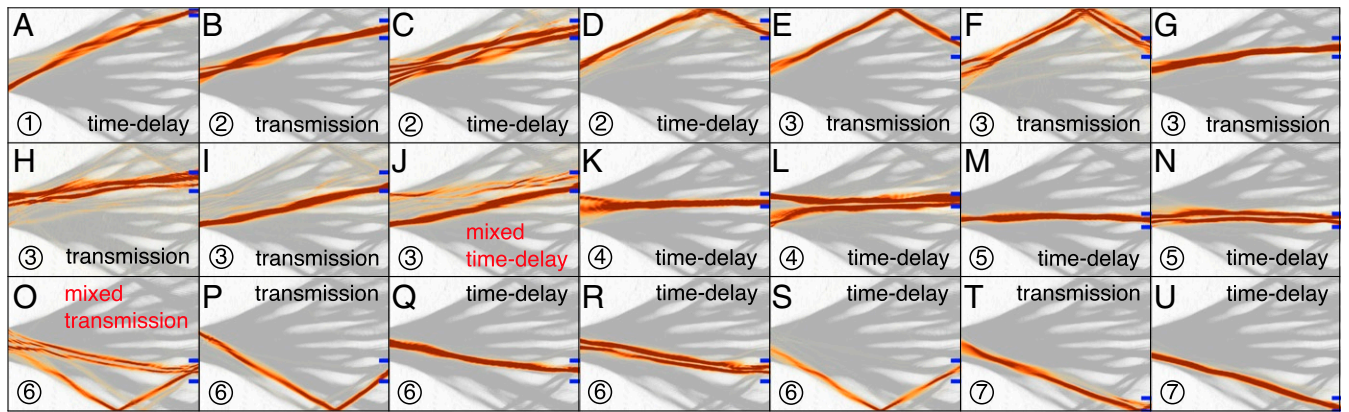 A
① time-delay
B
② transmission
C
② time-delay
D
② time-delay
E
③ transmission
F
③ transmission
G
③ transmission
H
③ transmission
I
③ transmission
J
mixed
③ time-delay
K
④ time-delay
L
④ time-delay
M
⑤ time-delay
N
⑤ time-delay
O mixed
transmission
⑥
P transmission
⑥
Q time-delay
⑥
R time-delay
⑥
S time-delay
⑥
T transmission
⑦
U time-delay
⑦